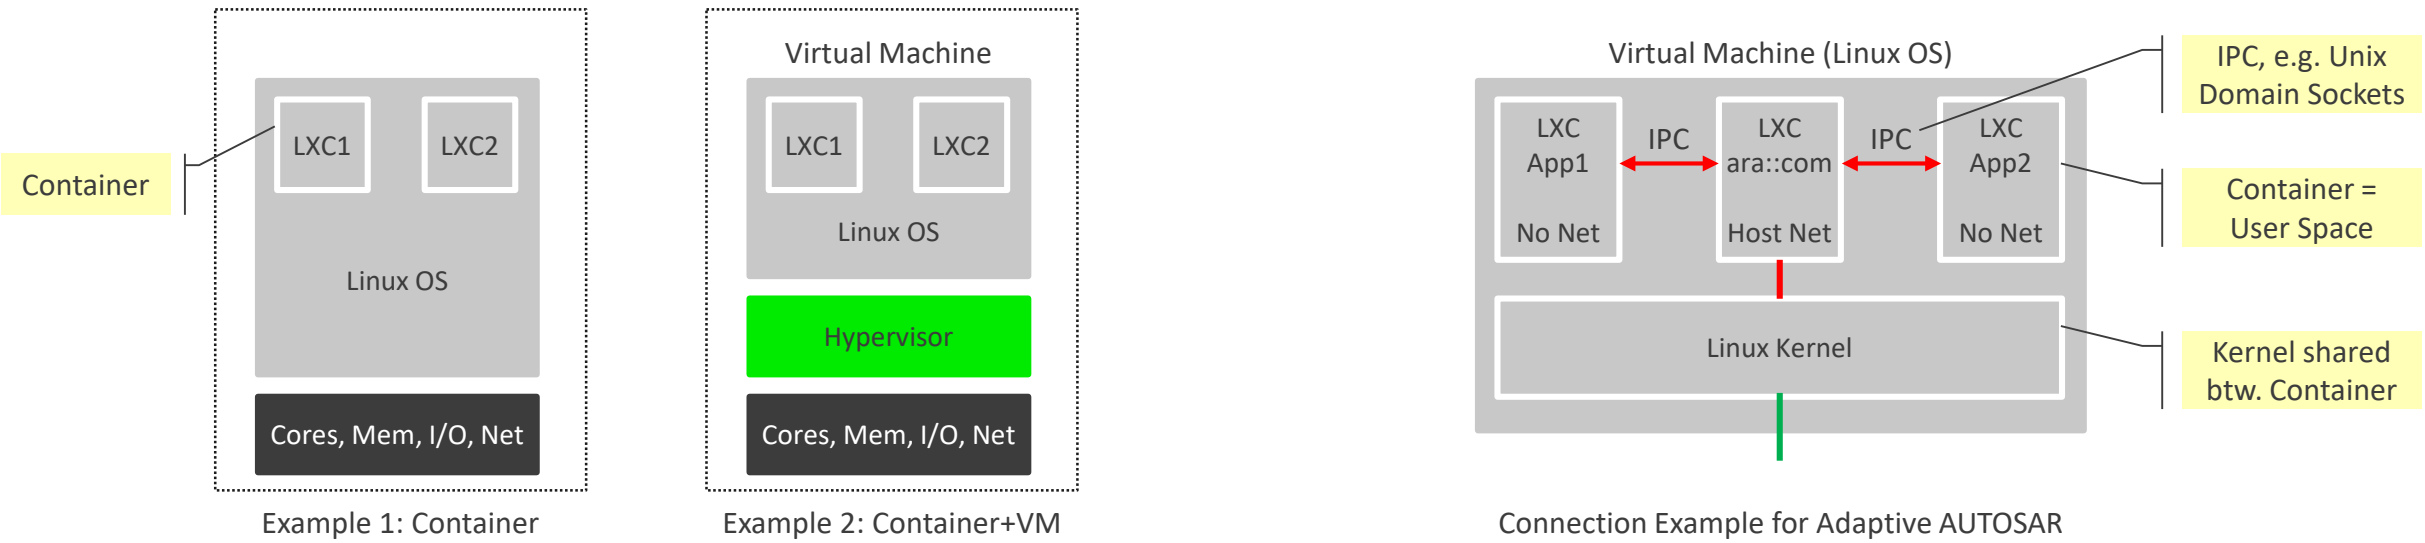 Container
LXC1
LXC2
Linux OS
Cores, Mem, I/O, Net
Example 1: Container
Virtual Machine
LXC1
LXC2
Linux OS
Hypervisor
Cores, Mem, I/O, Net
Example 2: Container+VM
Virtual Machine (Linux OS)
LXC
App1
No Net
IPC
LXC
ara::com
Host Net
IPC
LXC
App2
No Net
Linux Kernel
IPC, e.g. Unix
Domain Sockets
Container =
User Space
Kernel shared
btw. Container
Connection Example for Adaptive AUTOSAR